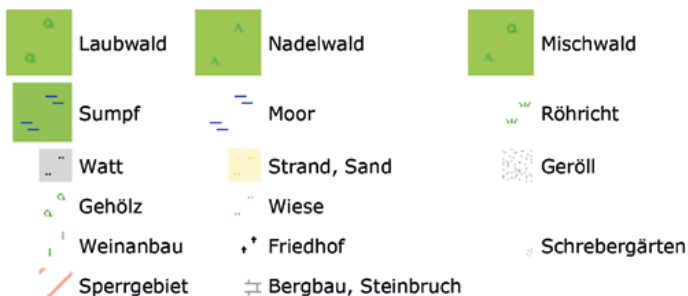 Laubwald Nadelwald Mischwald
Sumpf Moor Röhricht
Watt Strand, Sand Geröll
Gehölz Wiese
Weinanbau Friedhof Schrebergärten
Sperrgebiet Bergbau, Steinbruch